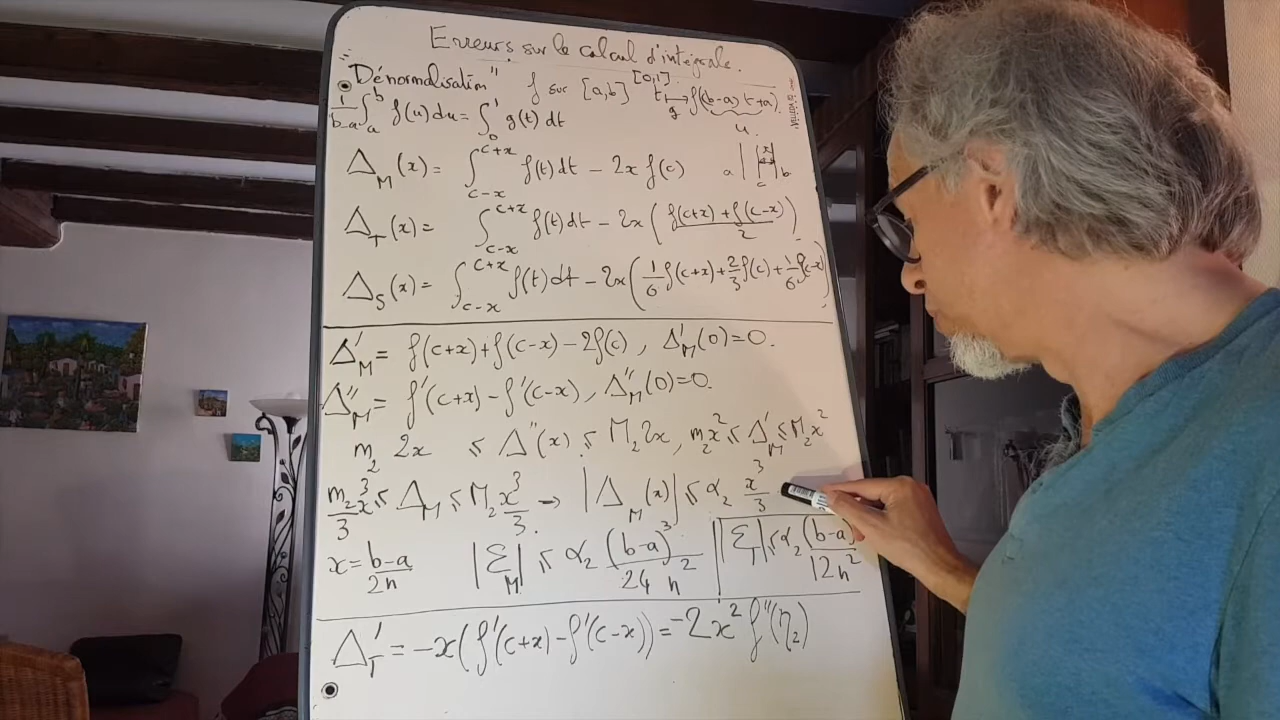 Erreurs sur le calcul d'intégrale.
Dénormalisation" f sur [a,b] [0,1] t ↦ f((b-a)t+a) g u
1/(b-a) ∫_a^b f(u)du = ∫_0^1 g(t) dt
Δ_M(x) = ∫_{c-x}^{c+x} f(t)dt - 2x f(c) a c b x
Δ_T(x) = ∫_{c-x}^{c+x} f(t)dt - 2x ( (f(c+x) + f(c-x))/2 )
Δ_S(x) = ∫_{c-x}^{c+x} f(t)dt - 2x ( 1/6 f(c+x) + 2/3 f(c) + 1/6 f(c-x) )
Δ'_M = f(c+x) + f(c-x) - 2f(c), Δ'_M(0) = 0.
Δ''_M = f'(c+x) - f'(c-x), Δ''_M(0) = 0.
m_2 2x ≤ Δ''(x) ≤ M_2 2x, m_2 x^2 ≤ Δ'_M ≤ M_2 x^2
m_2/3 x^3 ≤ Δ_M ≤ M_2 x^3/3. → |Δ_M(x)| ≤ α_2 x^3/3
x = (b-a)/2n |Ɛ_M| ≤ α_2 (b-a)^3/(24 n^2) |Ɛ_T| ≤ α_2 (b-a)/(12 n^2)
Δ'_T = -x(f'(c+x) - f'(c-x)) = -2x^2 f''(η_2)